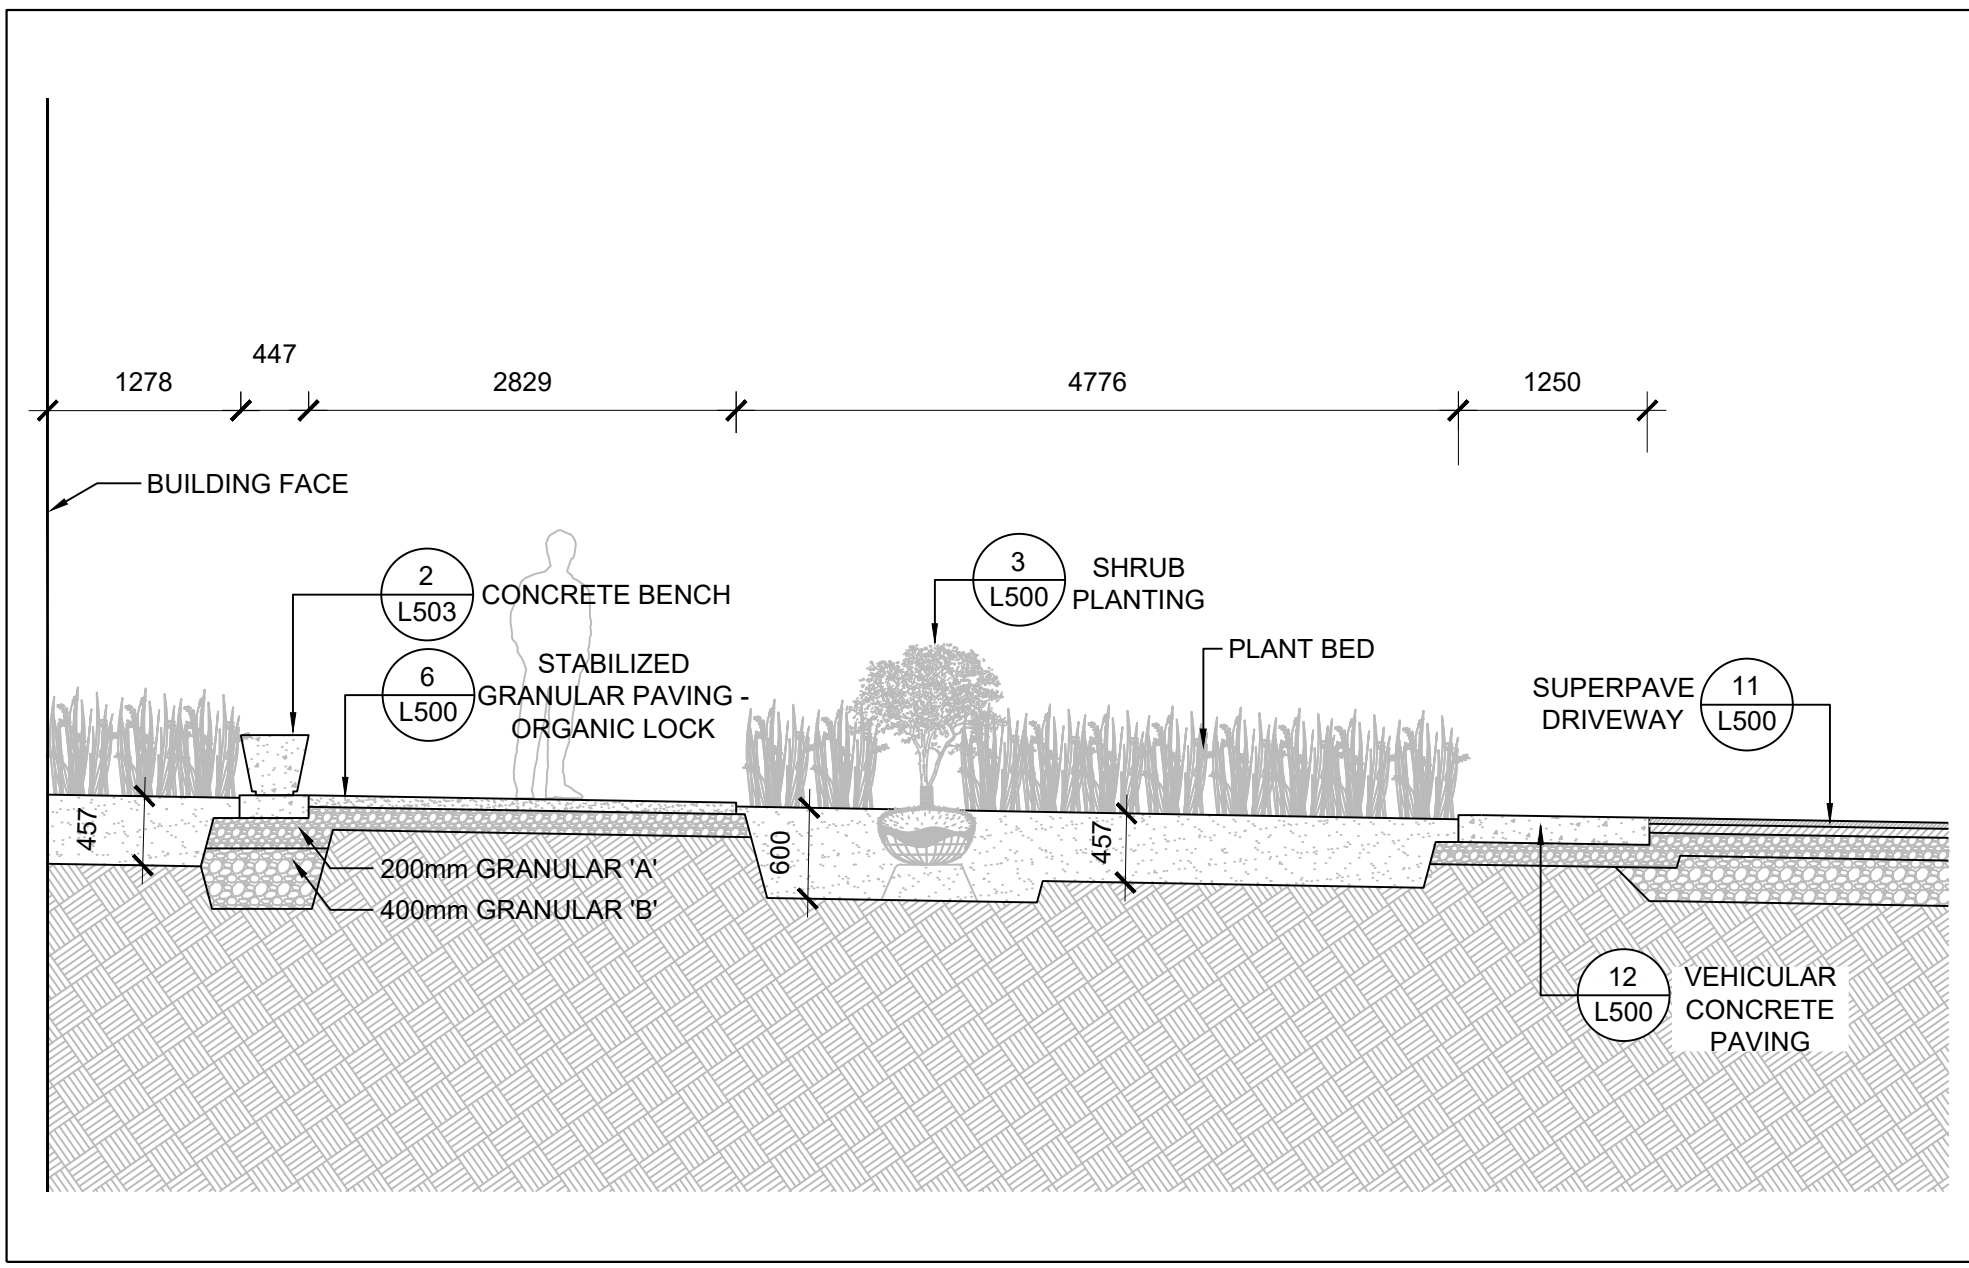 447
1278
2829
4776
1250
BUILDING FACE
2
L503
CONCRETE BENCH
3
L500
SHRUB
PLANTING
6
L500
STABILIZED
GRANULAR PAVING -
ORGANIC LOCK
PLANT BED
SUPERPAVE
DRIVEWAY
11
L500
457
600
457
200mm GRANULAR 'A'
400mm GRANULAR 'B'
12
L500
VEHICULAR
CONCRETE
PAVING